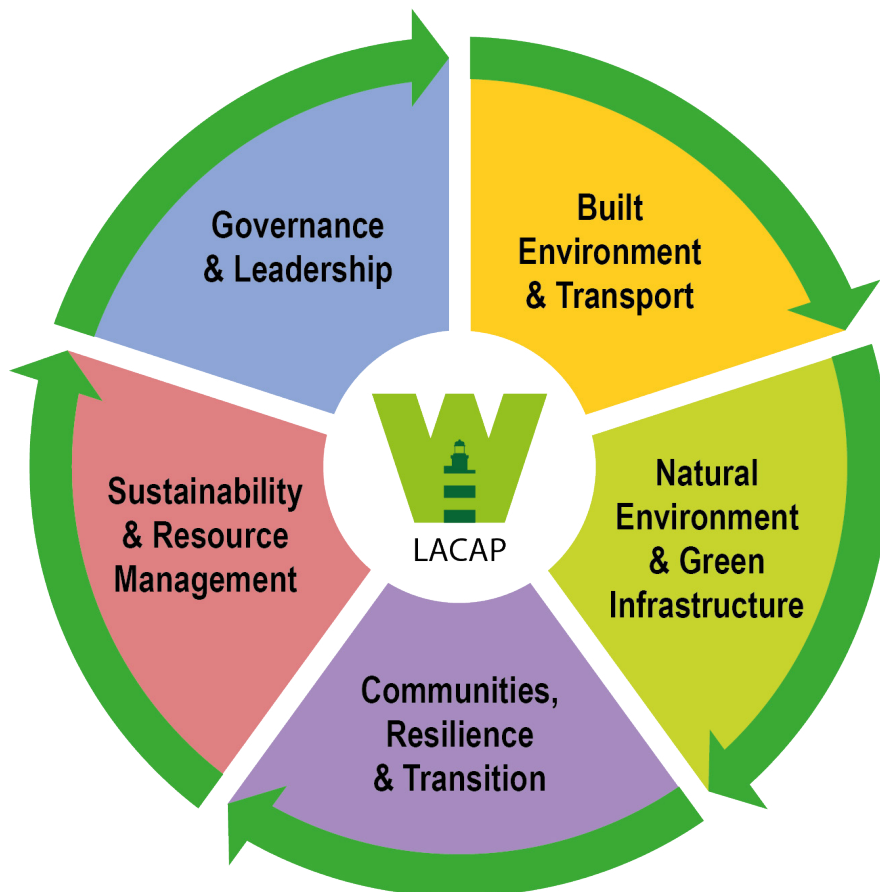 Governance
& Leadership
Built
Environment
& Transport
Natural
Environment
& Green
Infrastructure
Communities,
Resilience
& Transition
Sustainability
& Resource
Management
W
LACAP